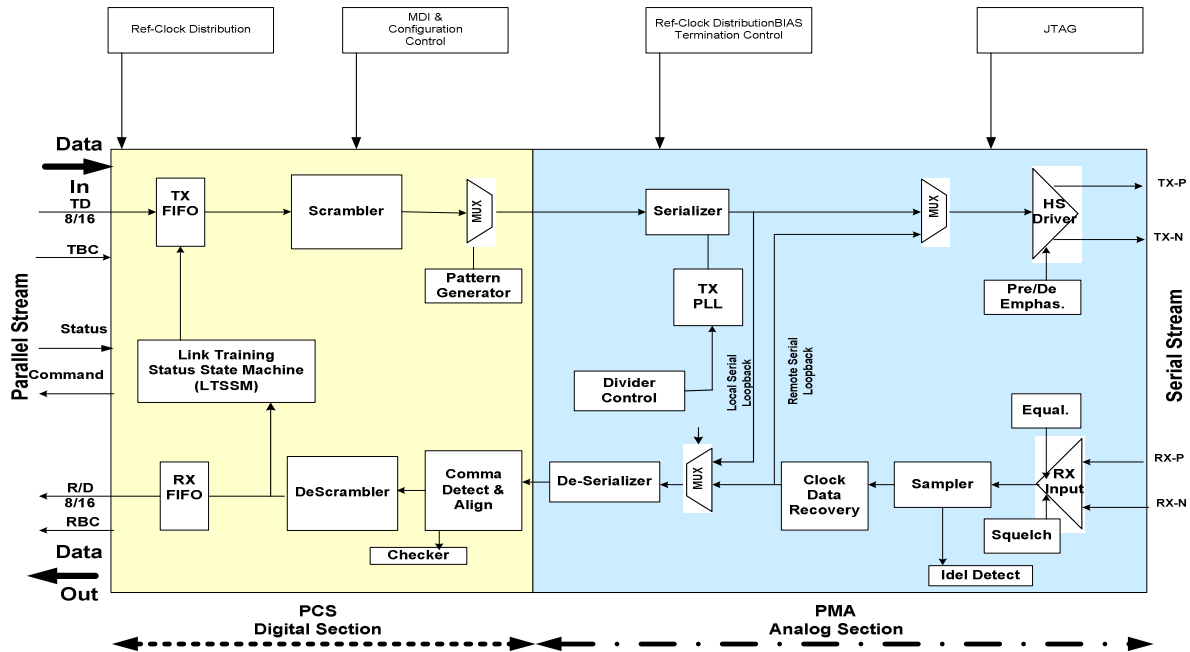 Ref-Clock Distribution
MDI &
Configuration
Control
Ref-Clock DistributionBIAS
Termination Control
JTAG
Data
In
TD
8/16
TBC
Status
Command
Parallel Stream
R/D
8/16
RBC
Data
Out
TX
FIFO
Scrambler
MUX
Pattern
Generator
Link Training
Status State Machine
(LTSSM)
RX
FIFO
DeScrambler
Comma
Detect &
Align
Checker
Serializer
TX
PLL
Divider
Control
Local Serial
Loopback
Remote Serial
Loopback
MUX
HS
Driver
Pre/De
Emphas.
TX-P
TX-N
Serial Stream
De-Serializer
MUX
Clock
Data
Recovery
Sampler
Equal.
RX
Input
Squelch
Idel Detect
RX-P
RX-N
PCS
Digital Section
PMA
Analog Section